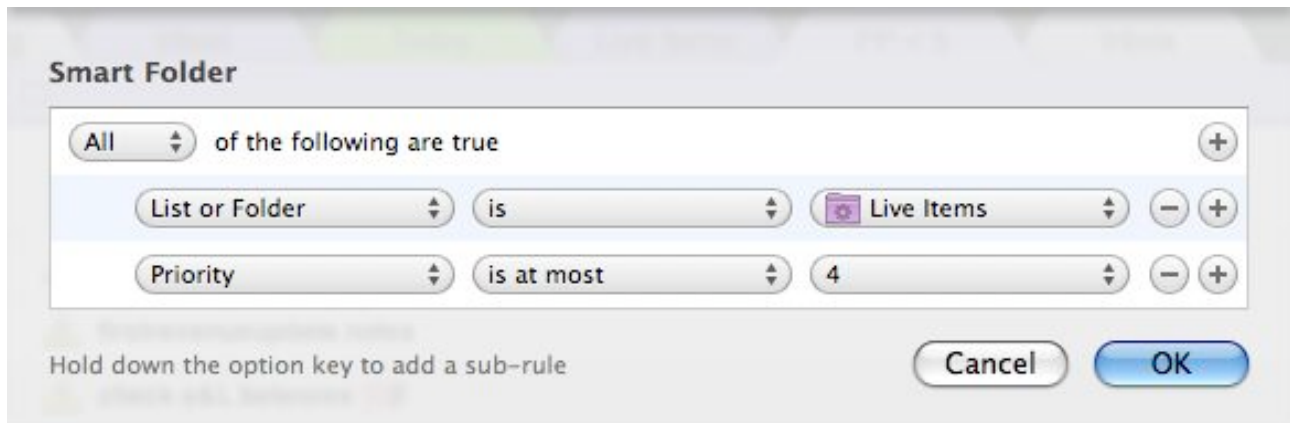 Smart Folder
All of the following are true
List or Folder is Live Items
Priority is at most 4
Hold down the option key to add a sub-rule
Cancel OK